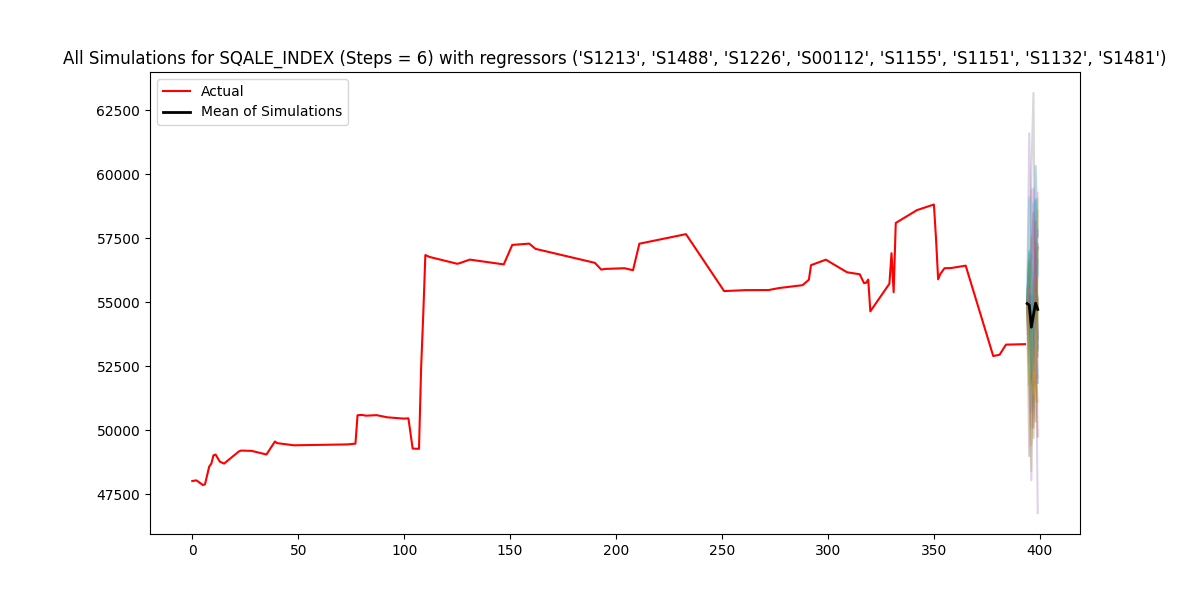 All Simulations for SQALE_INDEX (Steps = 6) with regressors ('S1213', 'S1488', 'S1226', 'S00112', 'S1155', 'S1151', 'S1132', 'S1481')
Actual
Mean of Simulations
62500
60000
57500
55000
52500
50000
47500
0 50 100 150 200 250 300 350 400